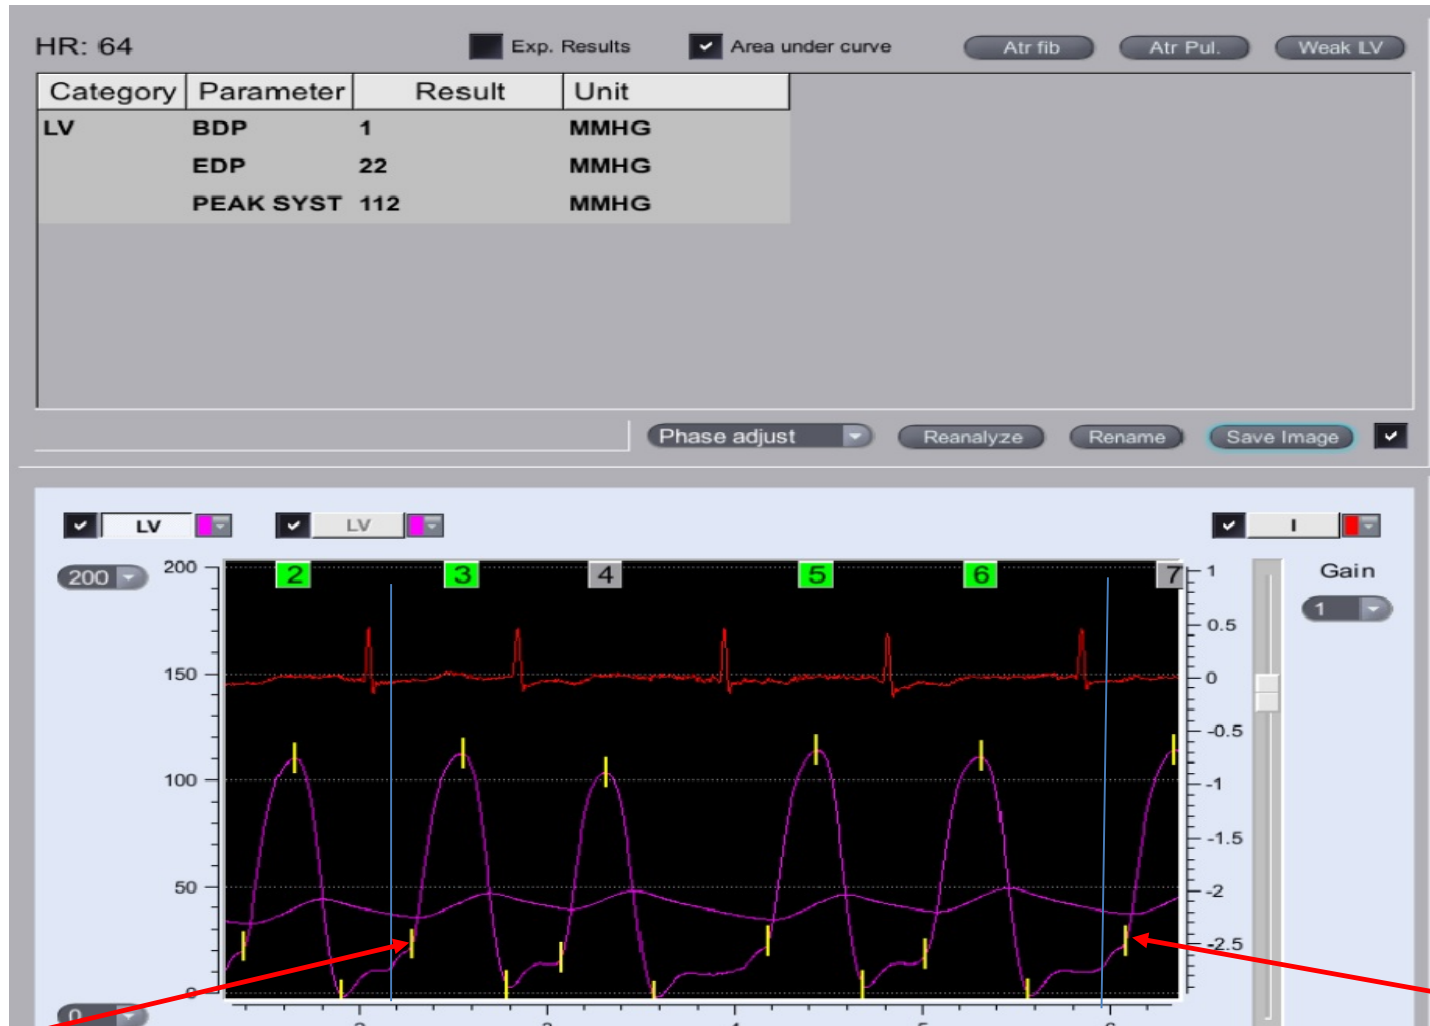 HR: 64 Exp. Results Area under curve Atr fib Atr Pul. Weak LV
Category Parameter Result Unit
LV BDP 1 MMHG
EDP 22 MMHG
PEAK SYST 112 MMHG
Phase adjust Reanalyze Rename Save Image
LV LV I
200 200 2 3 4 5 6 7 1 Gain
1
0.5
150 0
-0.5
100 -1
-1.5
50 -2
-2.5
0
0